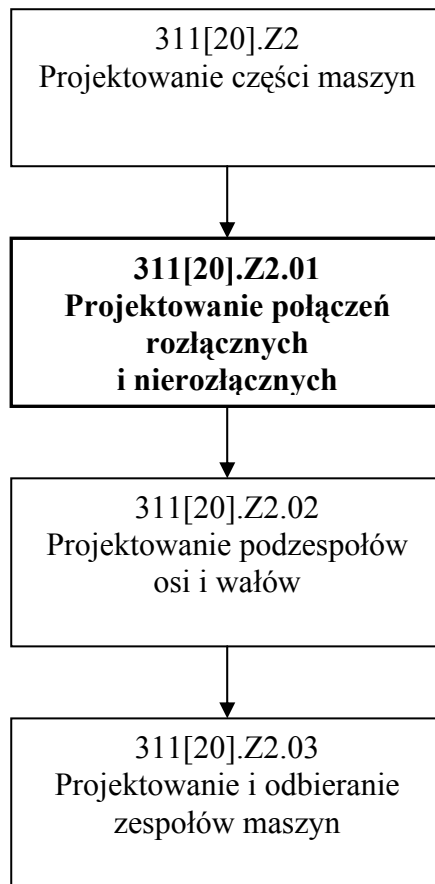 311[20].Z2
Projektowanie części maszyn
311[20].Z2.01
Projektowanie połączeń
rozłącznych
i nierozłącznych
311[20].Z2.02
Projektowanie podzespołów
osi i wałów
311[20].Z2.03
Projektowanie i odbieranie
zespołów maszyn